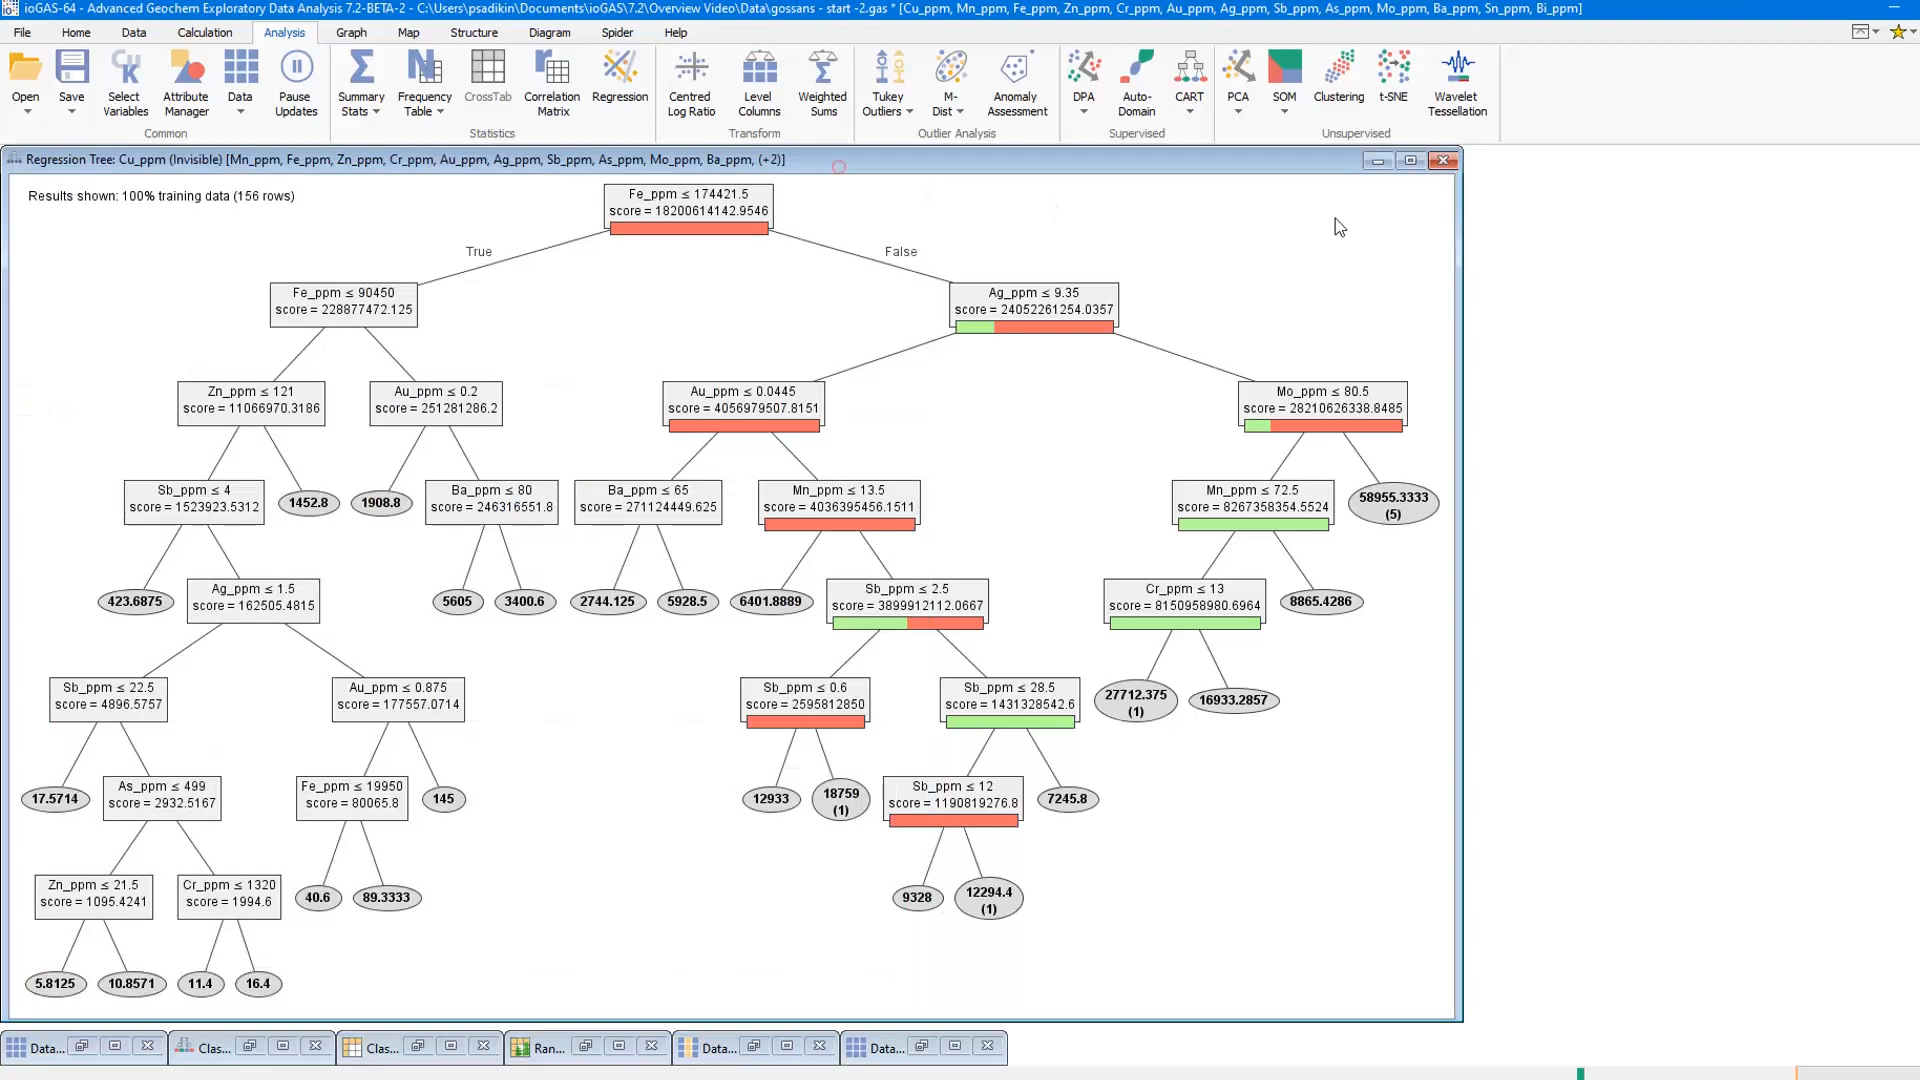 ioGAS-64 - Advanced Geochem Exploratory Data Analysis 7.2-BETA-2 - C:\Users\psadikin\Documents\ioGAS\7.2\Overview Video\Data\gossans - start -2.gas * [Cu_ppm, Mn_ppm, Fe_ppm, Zn_ppm, Cr_ppm, Au_ppm, Ag_ppm, Sb_ppm, As_ppm, Mo_ppm, Ba_ppm, Sn_ppm, Bi_ppm]
File Home Data Calculation Analysis Graph Map Structure Diagram Spider Help
Open Save Select Variables Attribute Manager Data Pause Updates Summary Stats Frequency Table CrossTab Correlation Matrix Regression Centred Log Ratio Level Columns Weighted Sums Tukey Outliers M-Dist Anomaly Assessment DPA Auto-Domain CART PCA SOM Clustering t-SNE Wavelet Tessellation
Common Statistics Transform Outlier Analysis Supervised Unsupervised
Regression Tree: Cu_ppm (Invisible) [Mn_ppm, Fe_ppm, Zn_ppm, Cr_ppm, Au_ppm, Ag_ppm, Sb_ppm, As_ppm, Mo_ppm, Ba_ppm, (+2)]
Results shown: 100% training data (156 rows)
Fe_ppm ≤ 174421.5
score = 18200614142.9546
True False
Fe_ppm ≤ 90450
score = 228877472.125
Ag_ppm ≤ 9.35
score = 24052261254.0357
Zn_ppm ≤ 121
score = 11066970.3186
Au_ppm ≤ 0.2
score = 251281286.2
Au_ppm ≤ 0.0445
score = 4056979507.8151
Mo_ppm ≤ 80.5
score = 28210626338.8485
Sb_ppm ≤ 4
score = 1523923.5312
1452.8
1908.8
Ba_ppm ≤ 80
score = 246316551.8
Ba_ppm ≤ 65
score = 271124449.625
Mn_ppm ≤ 13.5
score = 4036395456.1511
Mn_ppm ≤ 72.5
score = 8267358354.5524
58955.3333
(5)
423.6875
Ag_ppm ≤ 1.5
score = 162505.4815
5605
3400.6
2744.125
5928.5
6401.8889
Sb_ppm ≤ 2.5
score = 3899912112.0667
Cr_ppm ≤ 13
score = 8150958980.6964
8865.4286
Sb_ppm ≤ 22.5
score = 4896.5757
Au_ppm ≤ 0.875
score = 177557.0714
Sb_ppm ≤ 0.6
score = 2595812850
Sb_ppm ≤ 28.5
score = 1431328542.6
27712.375
(1)
16933.2857
17.5714
As_ppm ≤ 499
score = 2932.5167
Fe_ppm ≤ 19950
score = 80065.8
145
12933
18759
(1)
Sb_ppm ≤ 12
score = 1190819276.8
7245.8
Zn_ppm ≤ 21.5
score = 1095.4241
Cr_ppm ≤ 1320
score = 1994.6
40.6
89.3333
9328
12294.4
(1)
5.8125
10.8571
11.4
16.4
Data... Clas... Clas... Ran... Data... Data...